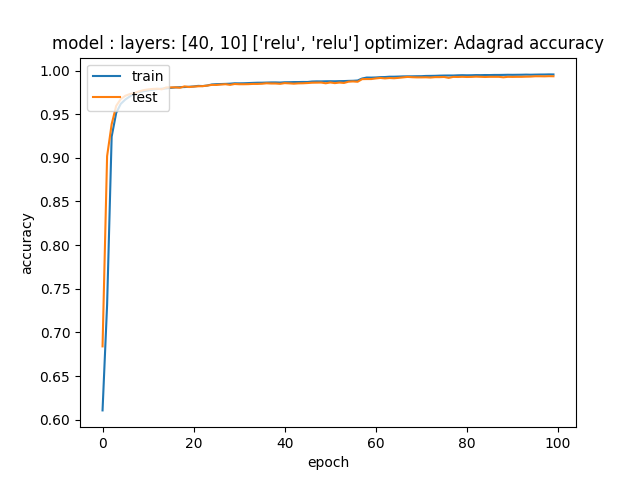 model : layers: [40, 10] ['relu', 'relu'] optimizer: Adagrad accuracy
train
test
1.00
0.95
0.90
0.85
0.80
0.75
0.70
0.65
0.60
accuracy
0 20 40 60 80 100
epoch